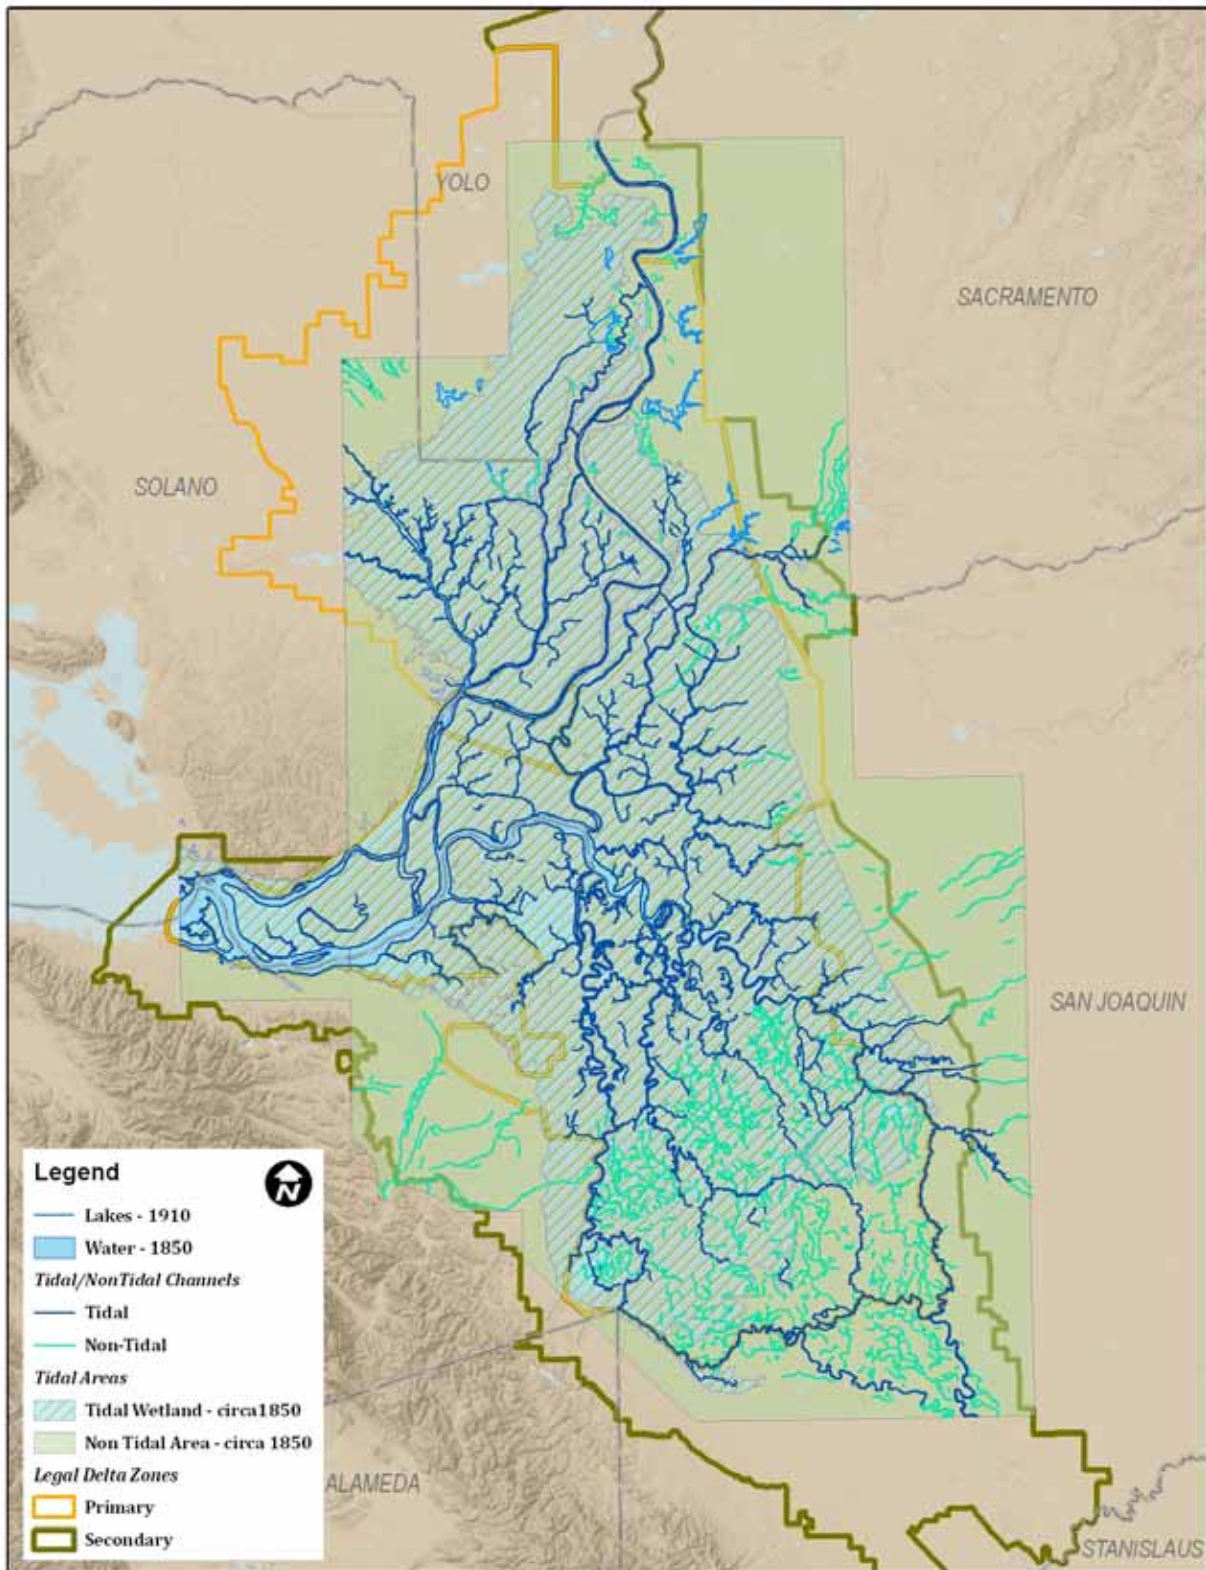 YOLO
SACRAMENTO
SOLANO
SAN JOAQUIN
Legend
N
Lakes - 1910
Water - 1850
Tidal/NonTidal Channels
Tidal
Non-Tidal
Tidal Areas
Tidal Wetland - circa1850
Non Tidal Area - circa 1850
Legal Delta Zones
Primary
Secondary
ALAMEDA
STANISLAUS